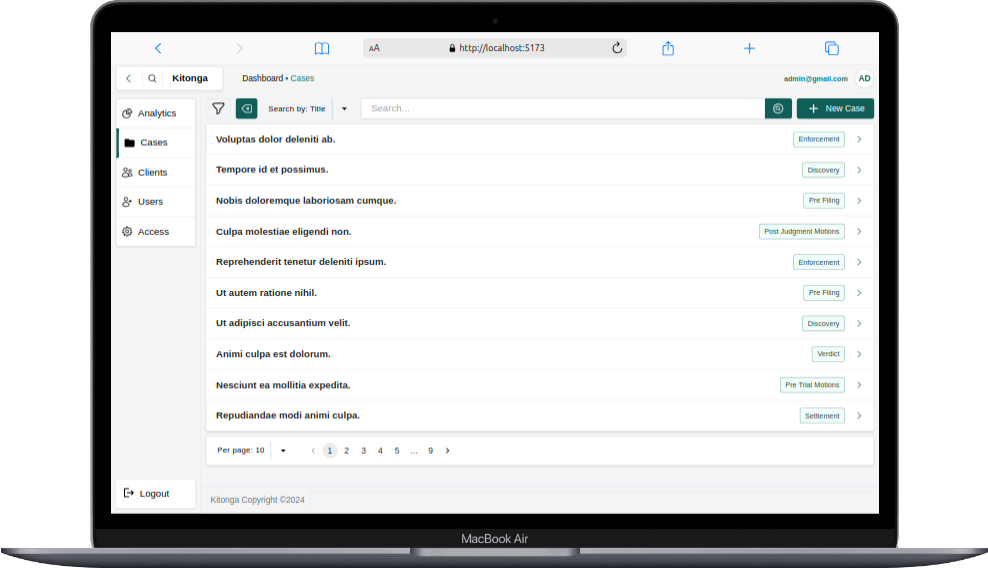 AA http://localhost:5173
Kitonga Dashboard • Cases admin@gmail.com AD
Analytics
Cases
Clients
Users
Access
Logout
Search by: Title Search... New Case
Voluptas dolor deleniti ab. Enforcement
Tempore id et possimus. Discovery
Nobis doloremque laboriosam cumque. Pre Filing
Culpa molestiae eligendi non. Post Judgment Motions
Reprehenderit tenetur deleniti ipsum. Enforcement
Ut autem ratione nihil. Pre Filing
Ut adipisci accusantium velit. Discovery
Animi culpa est dolorum. Verdict
Nesciunt ea mollitia expedita. Pre Trial Motions
Repudiandae modi animi culpa. Settlement
Per page: 10 1 2 3 4 5 ... 9
Kitonga Copyright ©2024
MacBook Air